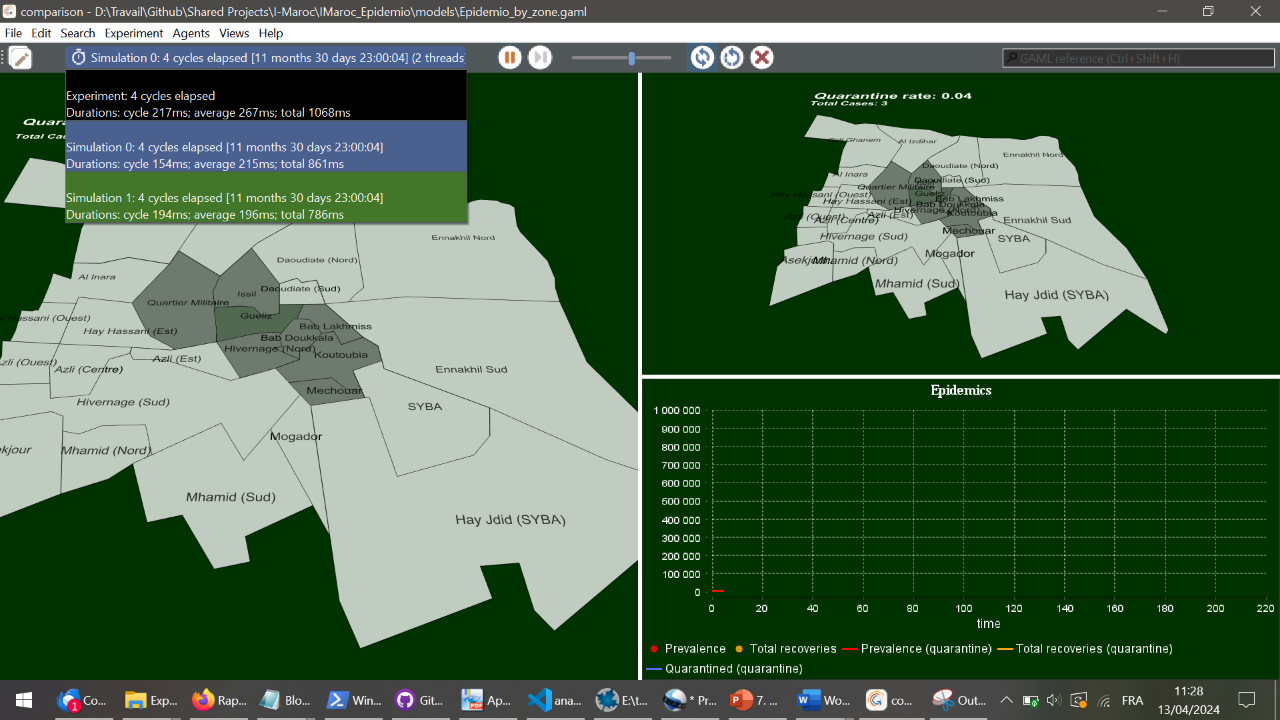 comparison - D:\Travail\Github\Shared Projects\I-Maroc\IMaroc_Epidemio\models\Epidemio_by_zone.gaml
File Edit Search Experiment Agents Views Help
Simulation 0: 4 cycles elapsed [11 months 30 days 23:00:04] (2 threads
GAML reference (Ctrl+Shift+H)
Experiment: 4 cycles elapsed
Durations: cycle 217ms; average 267ms; total 1068ms
Simulation 0: 4 cycles elapsed [11 months 30 days 23:00:04]
Durations: cycle 154ms; average 215ms; total 861ms
Simulation 1: 4 cycles elapsed [11 months 30 days 23:00:04]
Durations: cycle 194ms; average 196ms; total 786ms
Ennakhil Nord
Daoudiate (Nord)
Al Inara
Daoudiate (Sud)
Issil
Quartier Militaire
Gueliz
Hassani (Ouest)
Bab Lakhmiss
Hay Hassani (Est)
Bab Doukkala
Hivernage (Nord)
Koutoubia
Azli (Est)
(Ouest)
Azli (Centre)
Ennakhil Sud
Mechouar
Hivernage (Sud)
SYBA
Mogador
Mhamid (Nord)
Mhamid (Sud)
Hay Jdid (SYBA)
Quarantine rate: 0.04
Total Cases: 3
Al Izdihar
Ennakhil Nord
Daoudiate (Nord)
Al Inara
Daoudiate (Sud)
Quartier Militaire
Gueliz
Hay Hassani (Est)
Bab Lakhmiss
Bab Doukkala
Hivernage (Nord)
Koutoubia
Azli (Ouest)
Azli (Est)
Azli (Centre)
Ennakhil Sud
Mechouar
Hivernage (Sud)
SYBA
Mogador
Asekjour
Mhamid (Nord)
Mhamid (Sud)
Hay Jdid (SYBA)
Epidemics
1 000 000
900 000
800 000
700 000
600 000
500 000
400 000
300 000
200 000
100 000
0
0 20 40 60 80 100 120 140 160 180 200 220
time
Prevalence Total recoveries Prevalence (quarantine) Total recoveries (quarantine)
Quarantined (quarantine)
1 Co... Exp... Rap... Blo... Win... Git... Ap... ana... E:\t... * Pr... 7. ... Wo... co... Out... FRA
11:28
13/04/2024